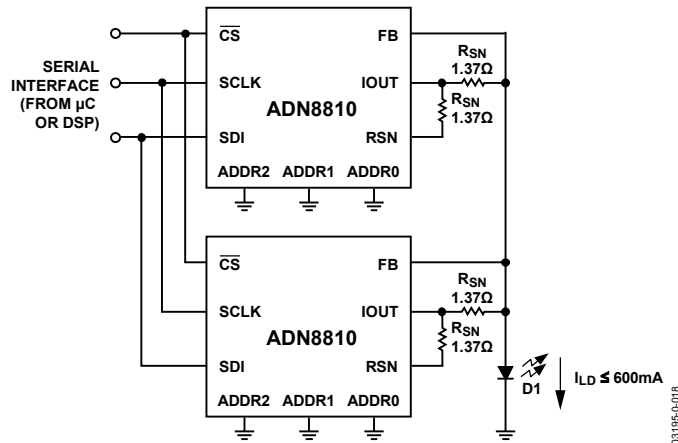 CS FB
SERIAL
INTERFACE
(FROM µC
OR DSP)
SCLK IOUT
RSN
1.37Ω
RSN
1.37Ω
ADN8810
SDI RSN
ADDR2 ADDR1 ADDR0
CS FB
SCLK IOUT
RSN
1.37Ω
RSN
1.37Ω
ADN8810
SDI RSN
ADDR2 ADDR1 ADDR0
D1
ILD ≤ 600mA
03195-0-018